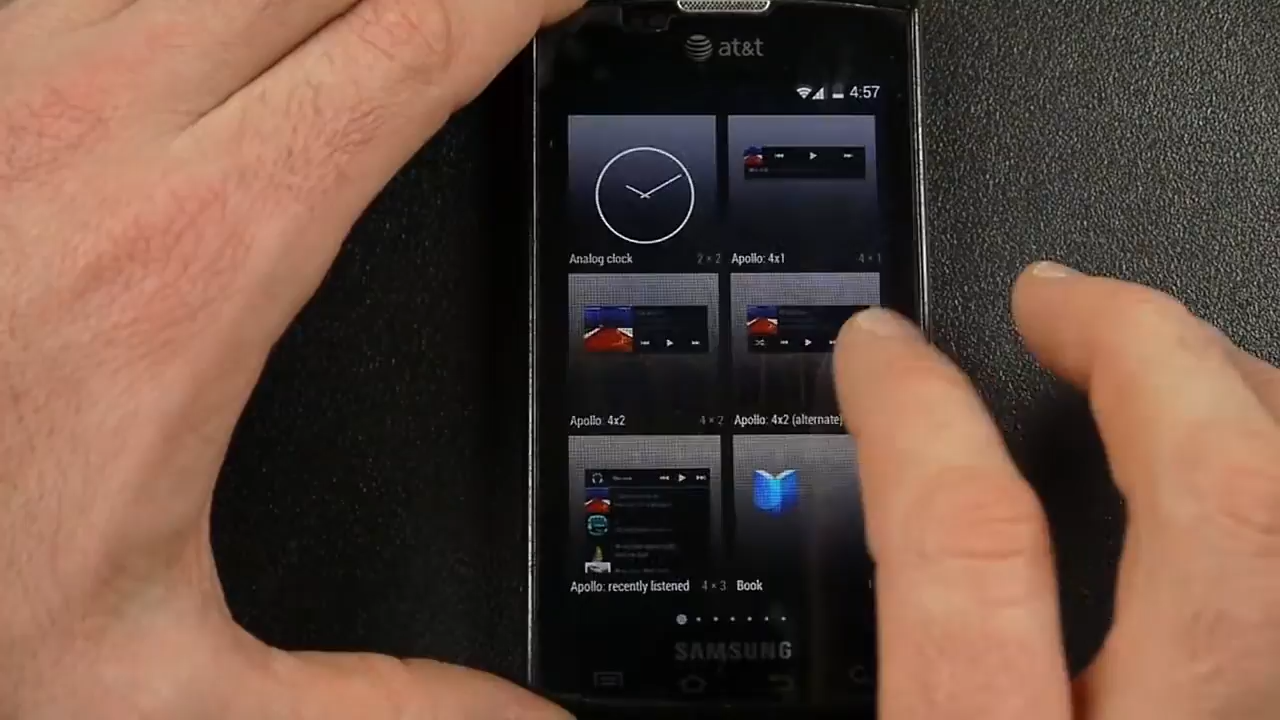 at&t
4:57
Analog clock 2 × 2 Apollo: 4x1 4 × 1
Apollo: 4x2 4 × 2 Apollo: 4x2 (alternate)
Apollo: recently listened 4 × 3 Book
SAMSUNG